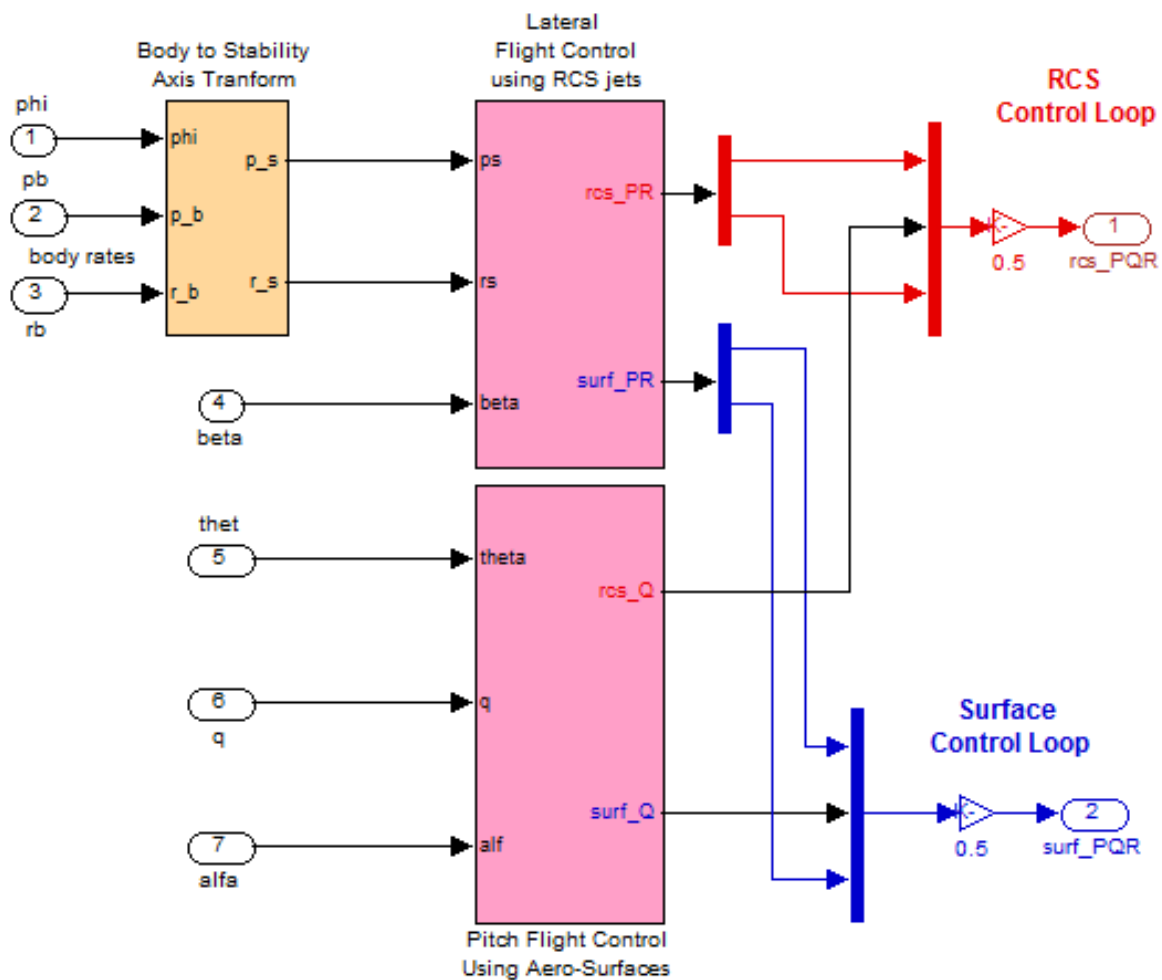 Lateral
Flight Control
using RCS jets
Body to Stability
Axis Tranform
RCS
Control Loop
phi
1
phi
p_s
ps
rcs_PR
pb
2
p_b
1
rcs_PQR
0.5
body rates
3
r_b
r_s
rs
rb
surf_PR
4
beta
beta
thet
5
theta
rcs_Q
6
q
q
Surface
Control Loop
surf_Q
2
surf_PQR
0.5
7
alf
alfa
Pitch Flight Control
Using Aero-Surfaces